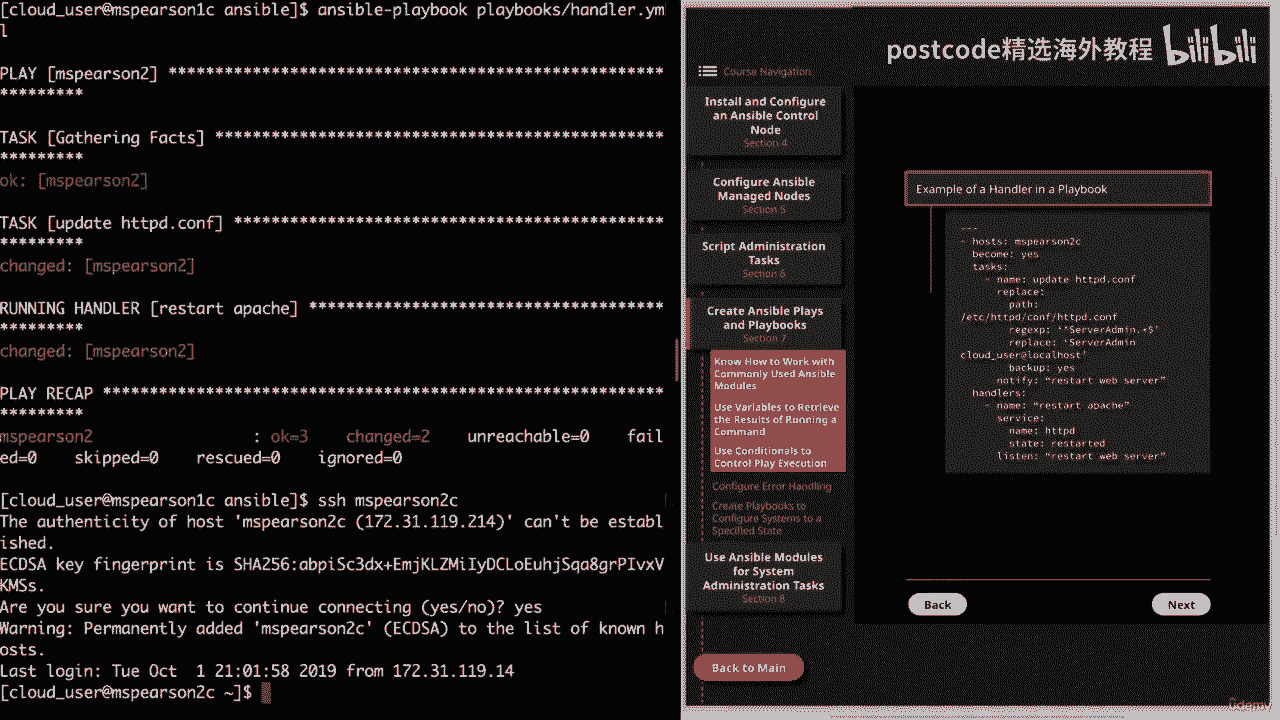 [cloud_user@mspearson1c ansible]$ ansible-playbook playbooks/handler.ym
l
PLAY [mspearson2] ***************************************************
*********
TASK [Gathering Facts] **********************************************
*********
ok: [mspearson2]
TASK [update httpd.conf] ********************************************
*********
changed: [mspearson2]
RUNNING HANDLER [restart apache] ************************************
*********
changed: [mspearson2]
PLAY RECAP **********************************************************
*********
mspearson2                 : ok=3    changed=2    unreachable=0    fail
ed=0    skipped=0    rescued=0    ignored=0
[cloud_user@mspearson1c ansible]$ ssh mspearson2c
The authenticity of host 'mspearson2c (172.31.119.214)' can't be establ
ished.
ECDSA key fingerprint is SHA256:abpiSc3dx+EmjKLZMiIyDCLoEuhjSqa8grPIvxV
KMSs.
Are you sure you want to continue connecting (yes/no)? yes
Warning: Permanently added 'mspearson2c' (ECDSA) to the list of known h
osts.
Last login: Tue Oct  1 21:01:58 2019 from 172.31.119.14
[cloud_user@mspearson2c ~]$
postcode精选海外教程 bilibili
Course Navigation
Install and Configure
an Ansible Control
Node
Section 4
Configure Ansible
Managed Nodes
Section 5
Script Administration
Tasks
Section 6
Create Ansible Plays
and Playbooks
Section 7
Know How to Work with
Commonly Used Ansible
Modules
Use Variables to Retrieve
the Results of Running a
Command
Use Conditionals to
Control Play Execution
Configure Error Handling
Create Playbooks to
Configure Systems to a
Specified State
Use Ansible Modules
for System
Administration Tasks
Section 8
Back to Main
Example of a Handler in a Playbook
---
- hosts: mspearson2c
  become: yes
  tasks:
    - name: update httpd.conf
      replace:
        path:
/etc/httpd/conf/httpd.conf
        regexp: '^ServerAdmin.*$'
        replace: 'ServerAdmin
cloud_user@localhost'
        backup: yes
      notify: "restart web server"
  handlers:
    - name: "restart apache"
      service:
        name: httpd
        state: restarted
      listen: "restart web server"
Back
Next
ûdemy